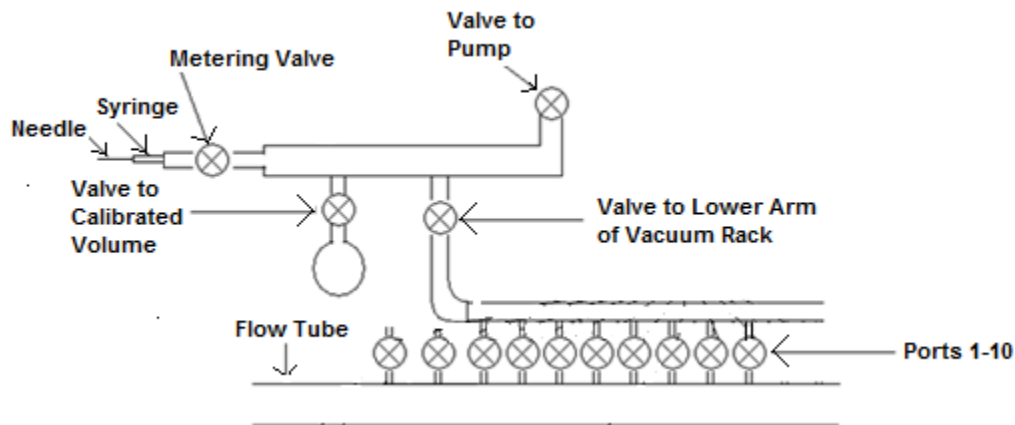 Valve to
Pump
Metering Valve
Syringe
Needle
Valve to
Calibrated
Volume
Valve to Lower Arm
of Vacuum Rack
Flow Tube
Ports 1-10